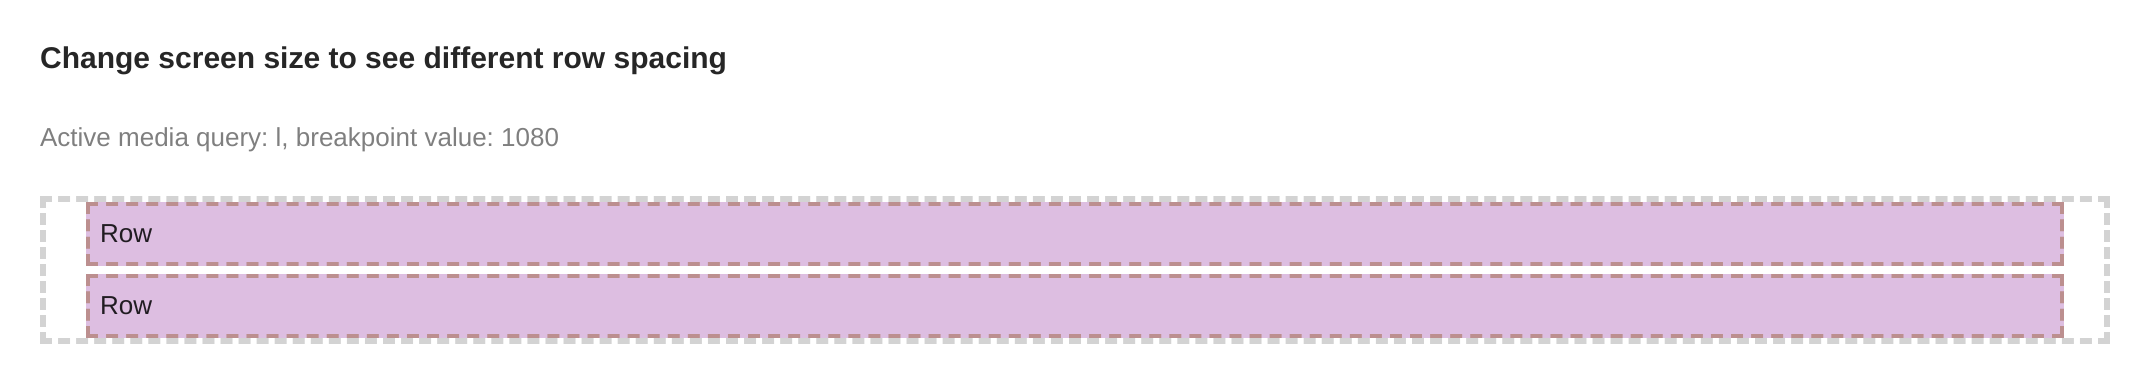 Change screen size to see different row spacing
Active media query: l, breakpoint value: 1080
Row
Row